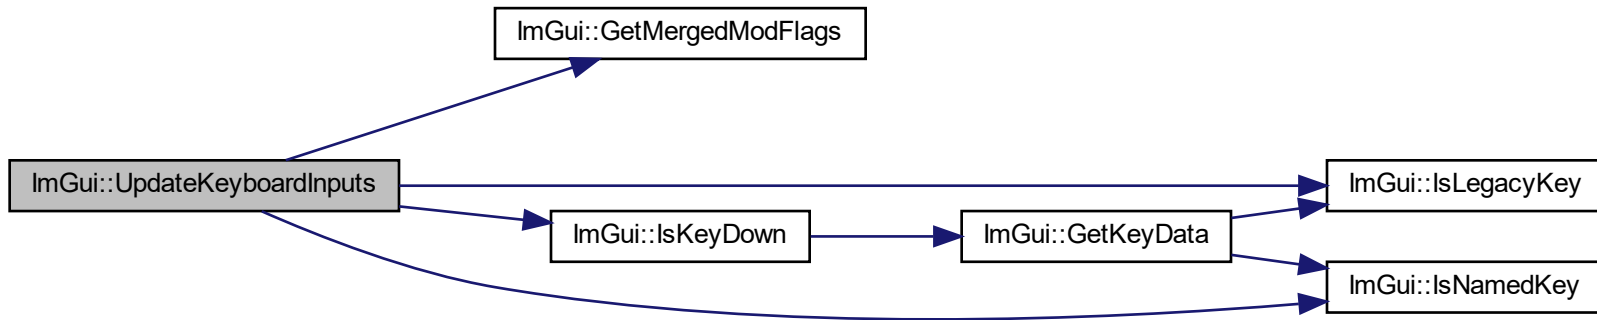 ImGui::GetMergedModFlags
ImGui::UpdateKeyboardInputs
ImGui::IsLegacyKey
ImGui::IsKeyDown
ImGui::GetKeyData
ImGui::IsNamedKey